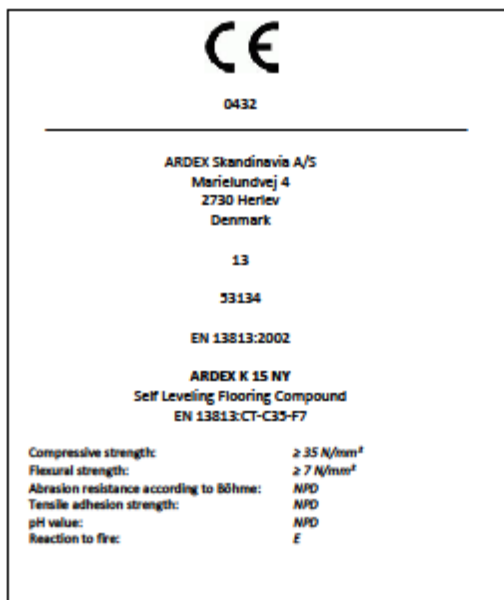 CE
0432
ARDEX Skandinavia A/S
Marielundvej 4
2730 Herlev
Denmark
13
53134
EN 13813:2002
ARDEX K 15 NY
Self Leveling Flooring Compound
EN 13813:CT-C35-F7
Compressive strength: ≥ 35 N/mm²
Flexural strength: ≥ 7 N/mm²
Abrasion resistance according to Böhme: NPD
Tensile adhesion strength: NPD
pH value: NPD
Reaction to fire: E